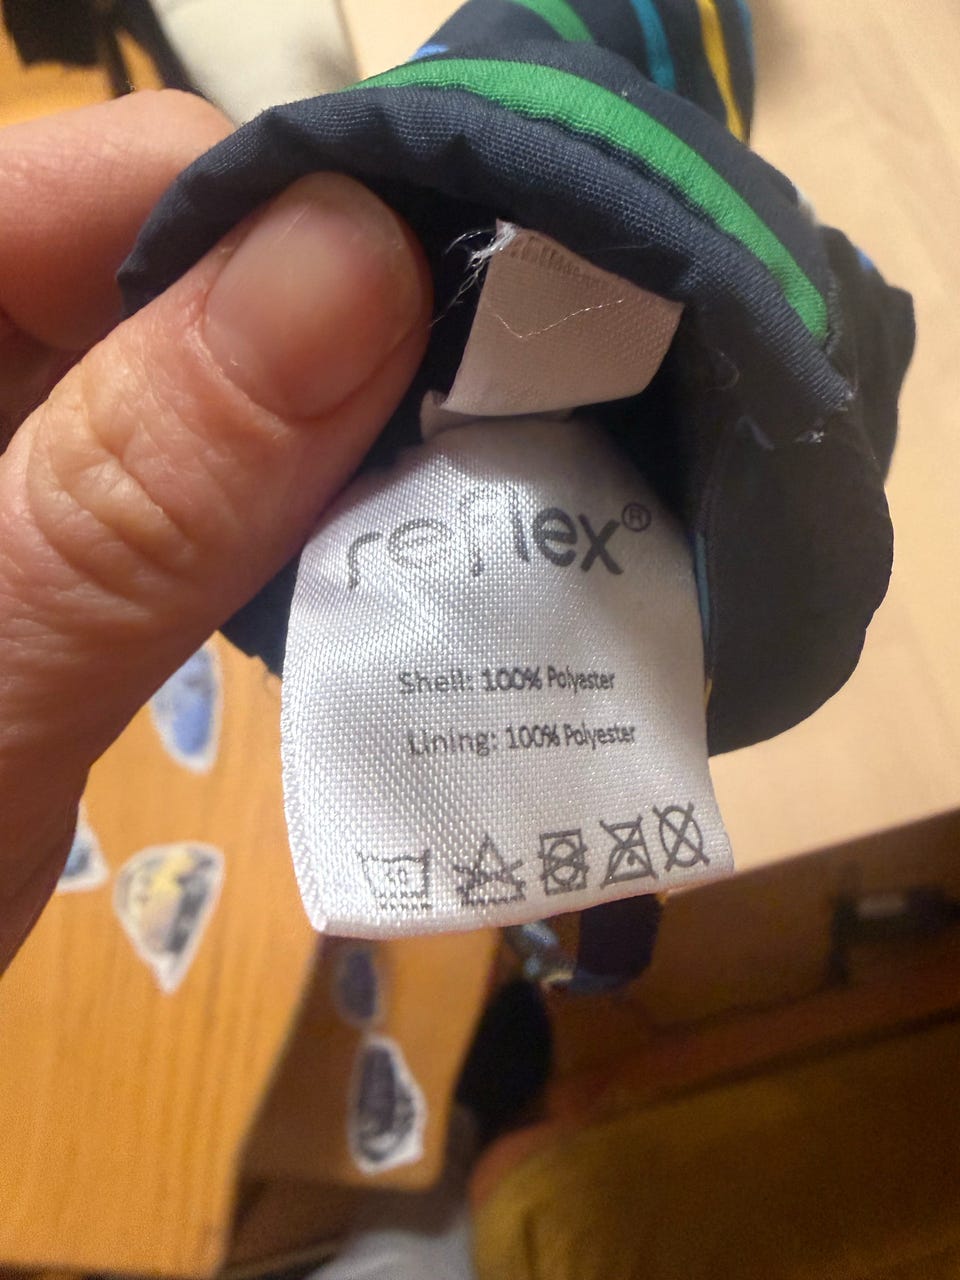 reflex®
Shell: 100% Polyester
Lining: 100% Polyester